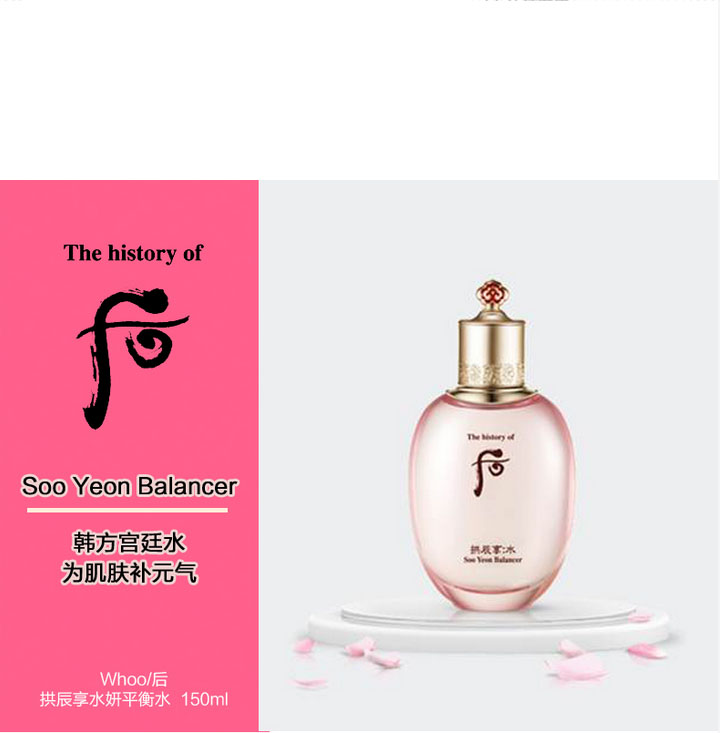 The history of
后
Soo Yeon Balancer
韩方宫廷水
为肌肤补元气
Whoo/后
拱辰享水妍平衡水 150ml
The history of
后
拱辰享:水
Soo Yeon Balancer